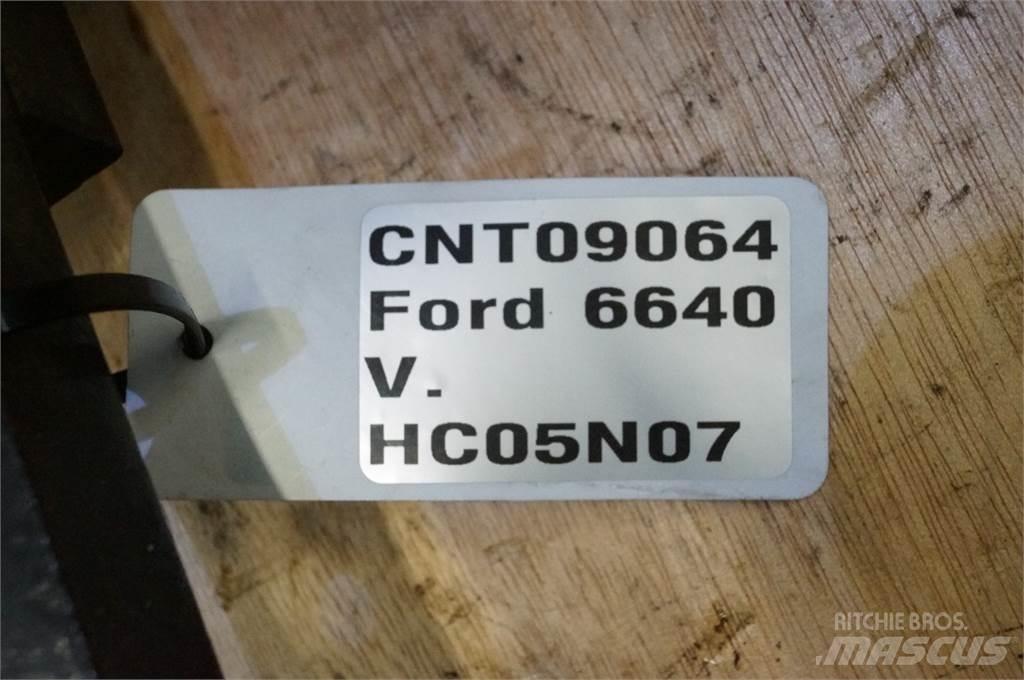 CNT09064
Ford 6640
V.
HC05N07
RITCHIE BROS.
MASCUS